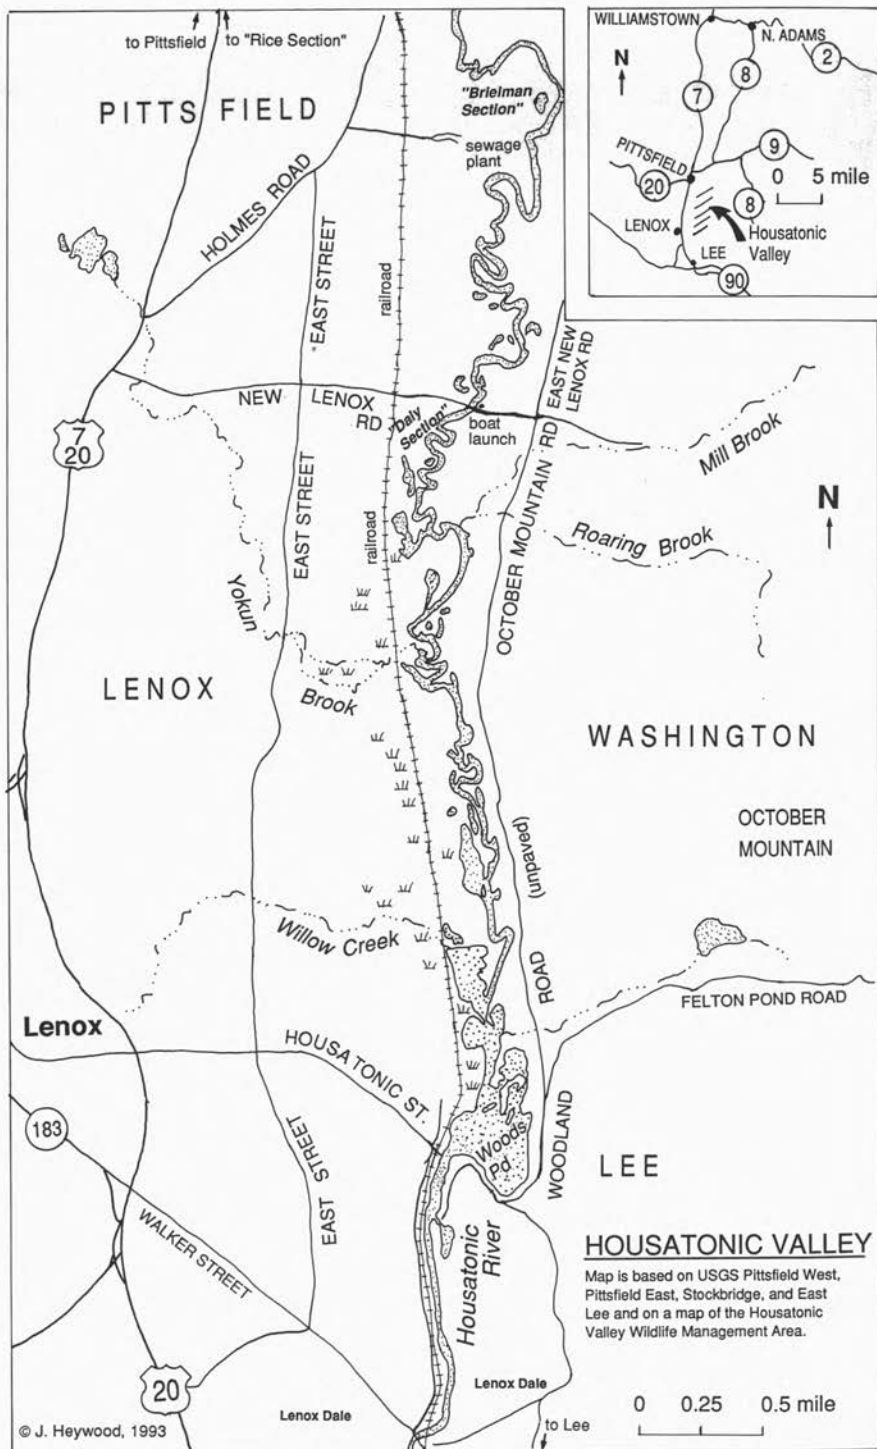 to Pittsfield
to "Rice Section"
PITTSFIELD
"Brielman
Section"
sewage
plant
HOLMES ROAD
EAST STREET
railroad
WILLIAMSTOWN
N. ADAMS
N
2
7
8
9
PITTSFIELD
20
0 5 mile
8
LENOX
Housatonic
Valley
LEE
90
EAST NEW
LENOX RD
NEW LENOX
RD
"Daly
Section"
boat
launch
7
20
Mill Brook
N
EAST STREET
railroad
OCTOBER MOUNTAIN RD
Roaring Brook
Yokun
Brook
LENOX
WASHINGTON
OCTOBER
MOUNTAIN
(unpaved)
Willow Creek
ROAD
FELTON POND ROAD
Lenox
HOUSATONIC ST.
183
WOODLAND
Woods
Pd
LEE
EAST STREET
WALKER STREET
Housatonic
River
HOUSATONIC VALLEY
Map is based on USGS Pittsfield West,
Pittsfield East, Stockbridge, and East
Lee and on a map of the Housatonic
Valley Wildlife Management Area.
20
Lenox Dale
Lenox Dale
0 0.25 0.5 mile
to Lee
© J. Heywood, 1993